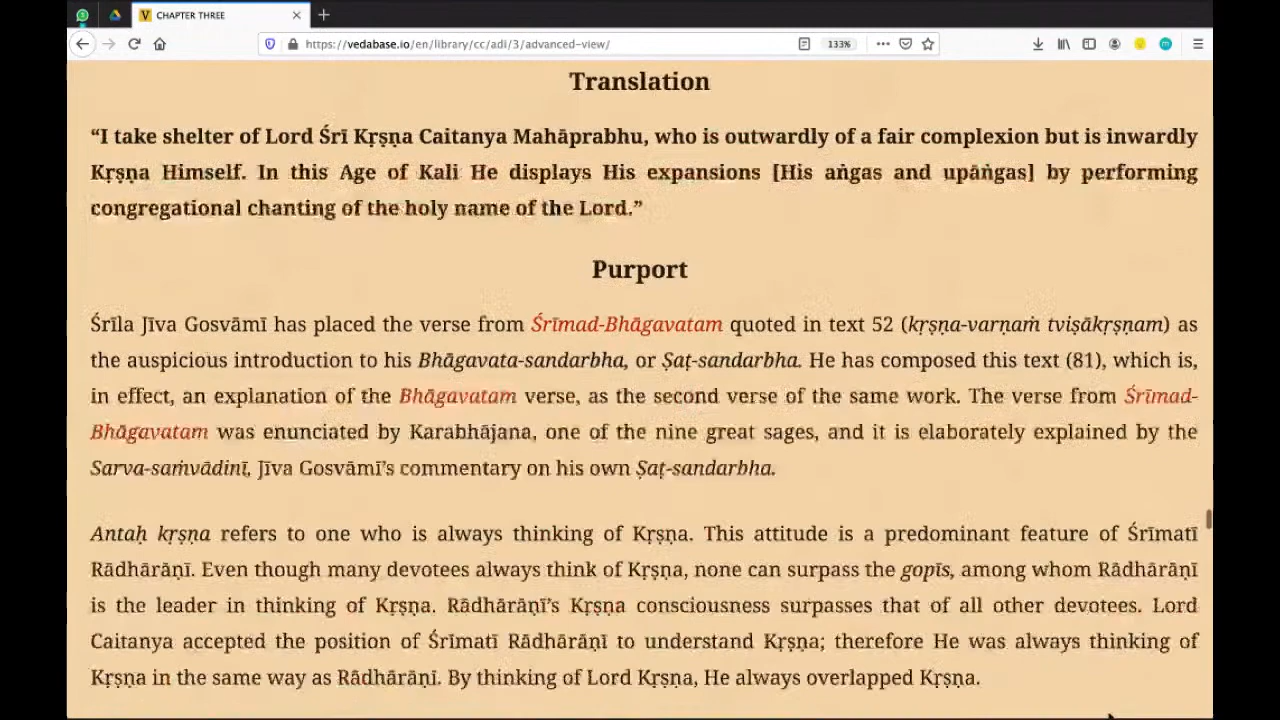 CHAPTER THREE
https://vedabase.io/en/library/cc/adi/3/advanced-view/
133%
Translation
“I take shelter of Lord Śrī Kṛṣṇa Caitanya Mahāprabhu, who is outwardly of a fair complexion but is inwardly
Kṛṣṇa Himself. In this Age of Kali He displays His expansions [His aṅgas and upāṅgas] by performing
congregational chanting of the holy name of the Lord.”
Purport
Śrīla Jīva Gosvāmī has placed the verse from Śrīmad-Bhāgavatam quoted in text 52 (kṛṣṇa-varṇaṁ tviṣākṛṣṇam) as
the auspicious introduction to his Bhāgavata-sandarbha, or Ṣaṭ-sandarbha. He has composed this text (81), which is,
in effect, an explanation of the Bhāgavatam verse, as the second verse of the same work. The verse from Śrīmad-
Bhāgavatam was enunciated by Karabhājana, one of the nine great sages, and it is elaborately explained by the
Sarva-saṁvādinī, Jīva Gosvāmī’s commentary on his own Ṣaṭ-sandarbha.
Antaḥ kṛṣṇa refers to one who is always thinking of Kṛṣṇa. This attitude is a predominant feature of Śrīmatī
Rādhārāṇī. Even though many devotees always think of Kṛṣṇa, none can surpass the gopīs, among whom Rādhārāṇī
is the leader in thinking of Kṛṣṇa. Rādhārāṇī’s Kṛṣṇa consciousness surpasses that of all other devotees. Lord
Caitanya accepted the position of Śrīmatī Rādhārāṇī to understand Kṛṣṇa; therefore He was always thinking of
Kṛṣṇa in the same way as Rādhārāṇī. By thinking of Lord Kṛṣṇa, He always overlapped Kṛṣṇa.